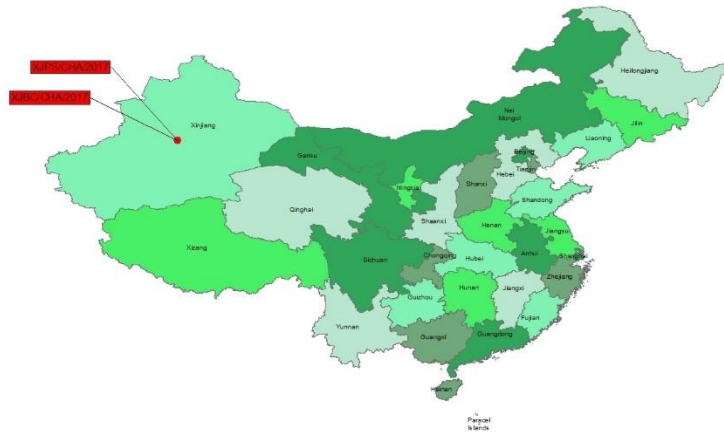 XJPS/CHA/2017
XJBC/CHA/2017
Heilongjiang
Xinjiang
Nei
Mongol
Jilin
Liaoning
Gansu
Beijing
Tianjin
Hebei
Ningxia
Shanxi
Shandong
Qinghai
Shaanxi
Henan
Jiangsu
Xizang
Sichuan
Chongqing
Hubei
Anhui
Shanghai
Zhejiang
Guizhou
Hunan
Jiangxi
Yunnan
Fujian
Guangxi
Guangdong
Hainan
Paracel
Islands